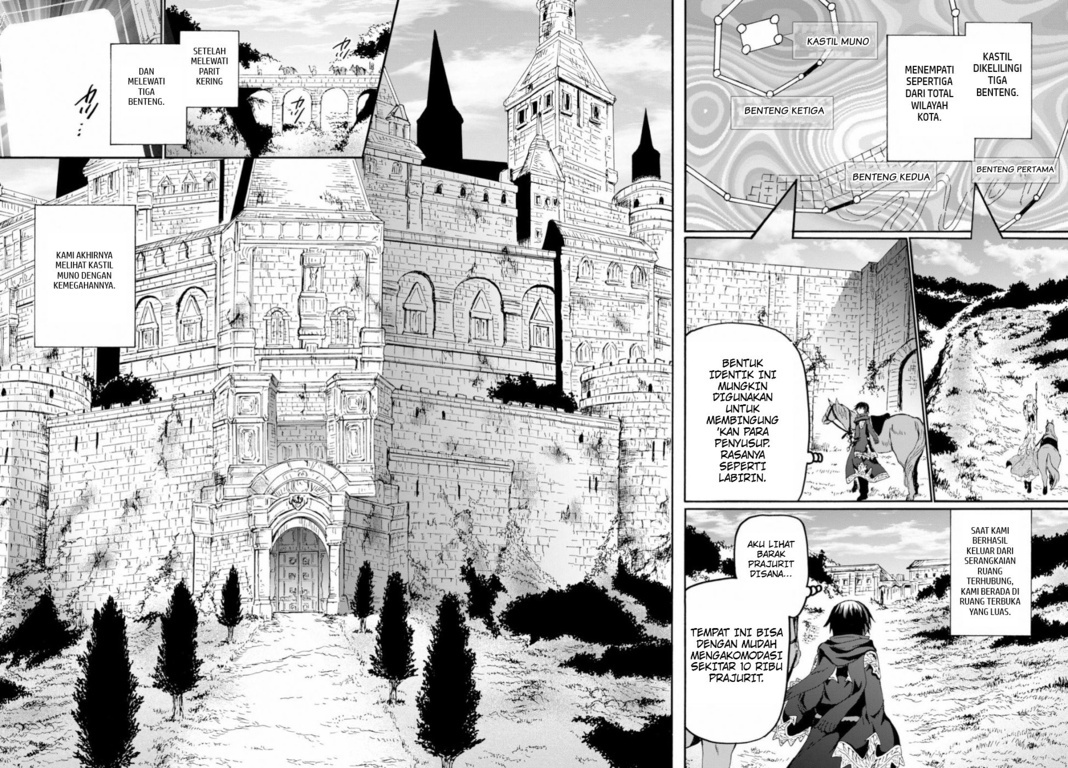 KASTIL
DIKELILINGI
TIGA
BENTENG.
MENEMPATI
SEPERTIGA
DARI TOTAL
WILAYAH
KOTA.
KASTIL MUNO
BENTENG KETIGA
BENTENG KEDUA
BENTENG PERTAMA
BENTUK
IDENTIK INI
MUNGKIN
DIGUNAKAN
UNTUK
MEMBINGUNG
'KAN PARA
PENYUSUP.
RASANYA
SEPERTI
LABIRIN.
SAAT KAMI
BERHASIL
KELUAR DARI
SERANGKAIAN
RUANG
TERHUBUNG,
KAMI BERADA DI
RUANG TERBUKA
YANG LUAS.
AKU LIHAT
BARAK
PRAJURIT
DISANA...
TEMPAT INI BISA
DENGAN MUDAH
MENGAKOMODASI
SEKITAR 10 RIBU
PRAJURIT.
SETELAH
MELEWATI
PARIT
KERING
DAN
MELEWATI
TIGA
BENTENG.
KAMI AKHIRNYA
MELIHAT KASTIL
MUNO DENGAN
KEMEGAHANNYA.